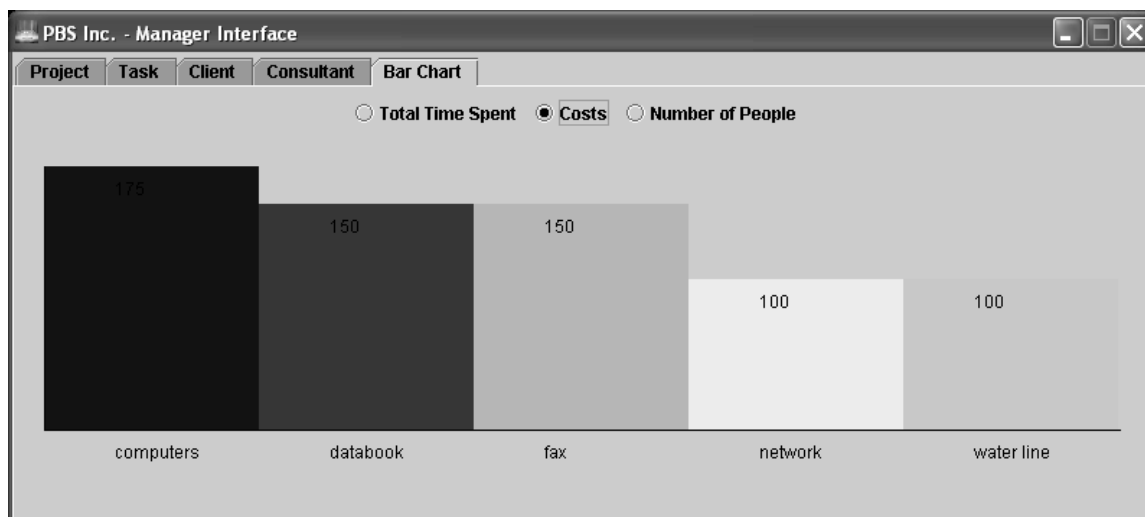 PBS Inc. - Manager Interface
Project Task Client Consultant Bar Chart
Total Time Spent Costs Number of People
175
150 150
100 100
computers databook fax network water line